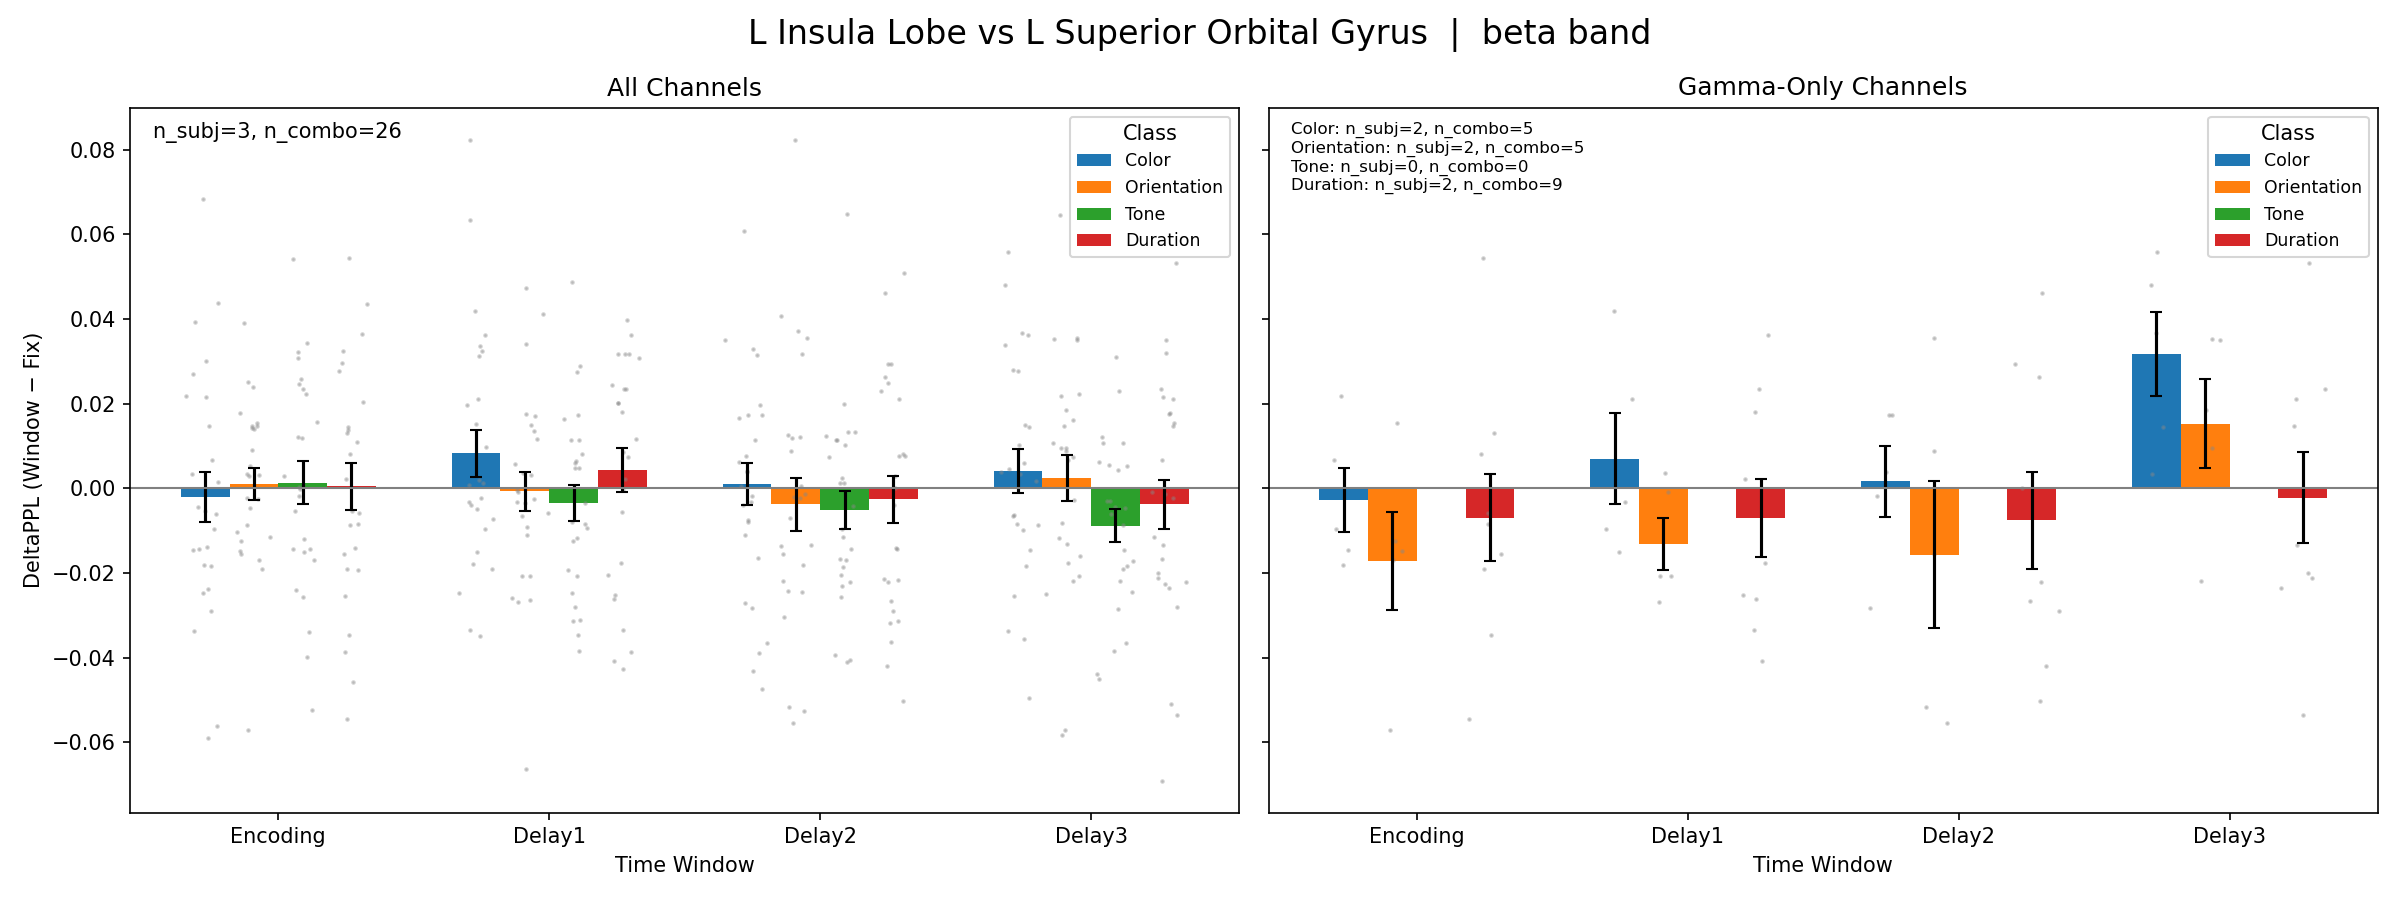 L Insula Lobe vs L Superior Orbital Gyrus | beta band
All Channels
n_subj=3, n_combo=26
Class
Color
Orientation
Tone
Duration
DeltaPPL (Window − Fix)
0.08
0.06
0.04
0.02
0.00
−0.02
−0.04
−0.06
Encoding
Delay1
Delay2
Delay3
Time Window
Gamma-Only Channels
Color: n_subj=2, n_combo=5
Orientation: n_subj=2, n_combo=5
Tone: n_subj=0, n_combo=0
Duration: n_subj=2, n_combo=9
Class
Color
Orientation
Tone
Duration
Encoding
Delay1
Delay2
Delay3
Time Window